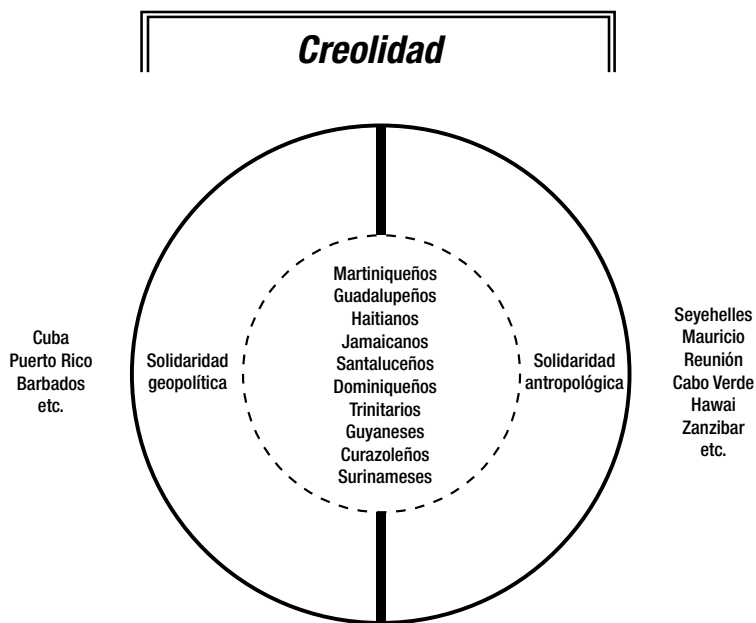 Creolidad
Cuba
Puerto Rico
Barbados
etc.
Solidaridad
geopolítica
Martiniqueños
Guadalupeños
Haitianos
Jamaicanos
Santaluceños
Dominiqueños
Trinitarios
Guyaneses
Curazoleños
Surinameses
Solidaridad
antropológica
Seyehelles
Mauricio
Reunión
Cabo Verde
Hawai
Zanzibar
etc.